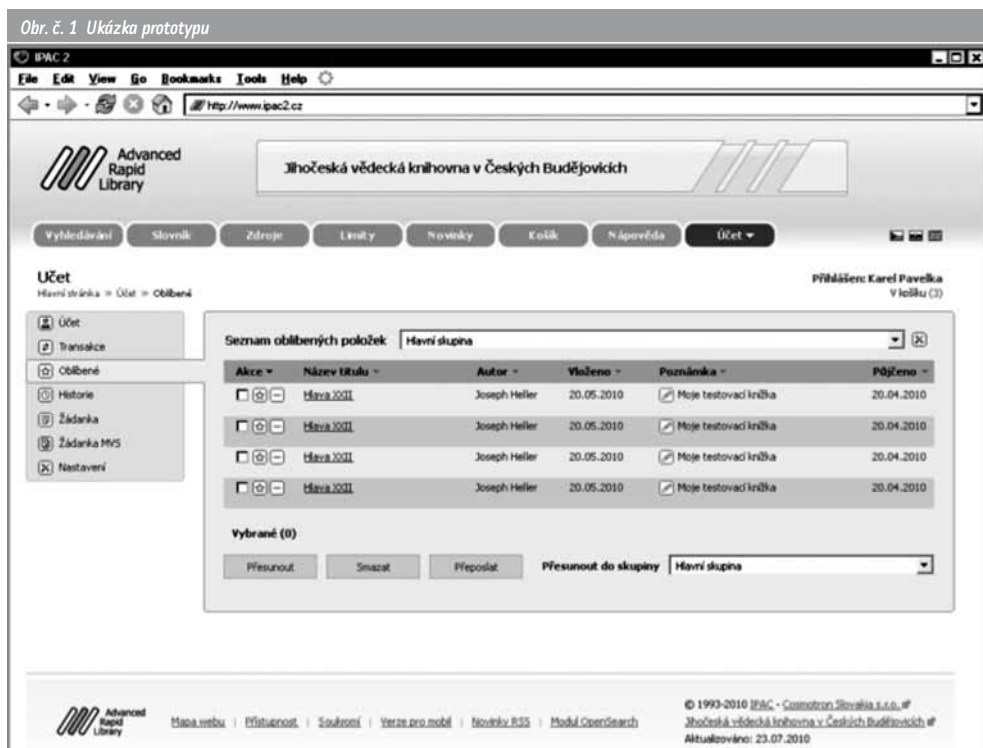 Obr. č. 1 Ukázka prototypu
IPAC 2
File Edit View Go Bookmarks Tools Help
http://www.ipac2.cz
Advanced
Rapid
Library
Jihočeská vědecká knihovna v Českých Budějovicích
Vyhledávání Slovník Zdroje Limity Novinky Košík Nápověda Účet
Účet
Přihlášen: Karel Pavelka
Hlavní stránka » Účet » Oblíbené
V košíku (3)
Účet
Transakce
Oblíbené
Historie
Žádanka
Žádanka MVS
Nastavení
Seznam oblíbených položek Hlavní skupina
Akce Název titulu Autor Vloženo Poznámka Půjčeno
Hlava XXII Joseph Heller 20.05.2010 Moje testovací knížka 20.04.2010
Hlava XXII Joseph Heller 20.05.2010 Moje testovací knížka 20.04.2010
Hlava XXII Joseph Heller 20.05.2010 Moje testovací knížka 20.04.2010
Hlava XXII Joseph Heller 20.05.2010 Moje testovací knížka 20.04.2010
Vybrané (0)
Přesunout Smazat Přeposlat Přesunout do skupiny Hlavní skupina
Advanced
Rapid
Library
Mapa webu | Přístupnost | Soukromí | Verze pro mobil | Novinky RSS | Modul OpenSearch
© 1993-2010 IPAC - Cosmotron Slovakia s.r.o.
Jihočeská vědecká knihovna v Českých Budějovicích
Aktualizováno: 23.07.2010